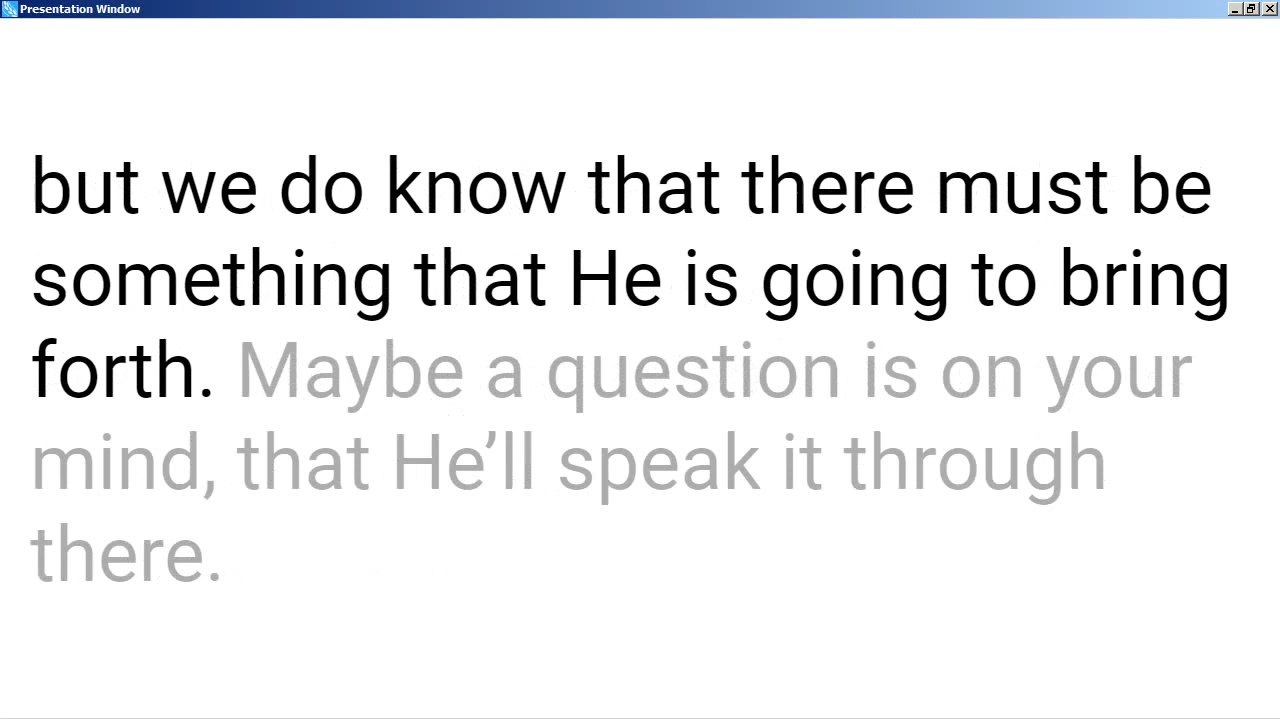 Presentation Window
but we do know that there must be
something that He is going to bring
forth. Maybe a question is on your
mind, that He’ll speak it through
there.